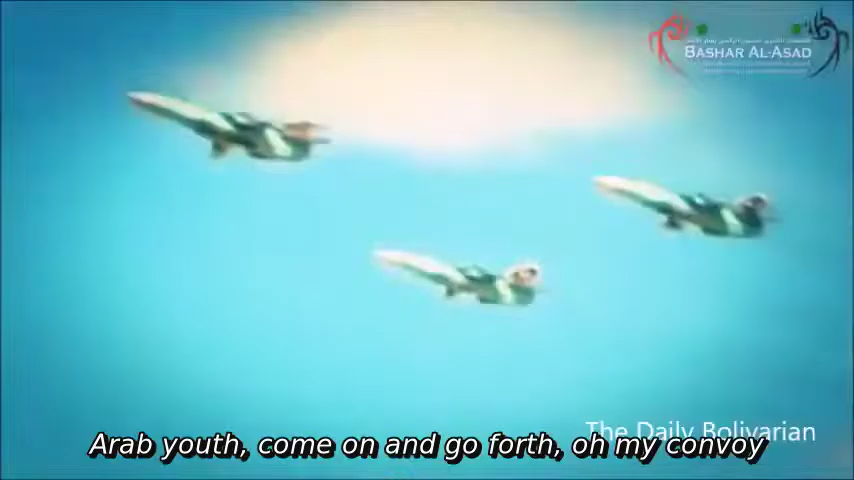 BASHAR AL-ASAD
The Daily Bolivarian
Arab youth, come on and go forth, oh my convoy